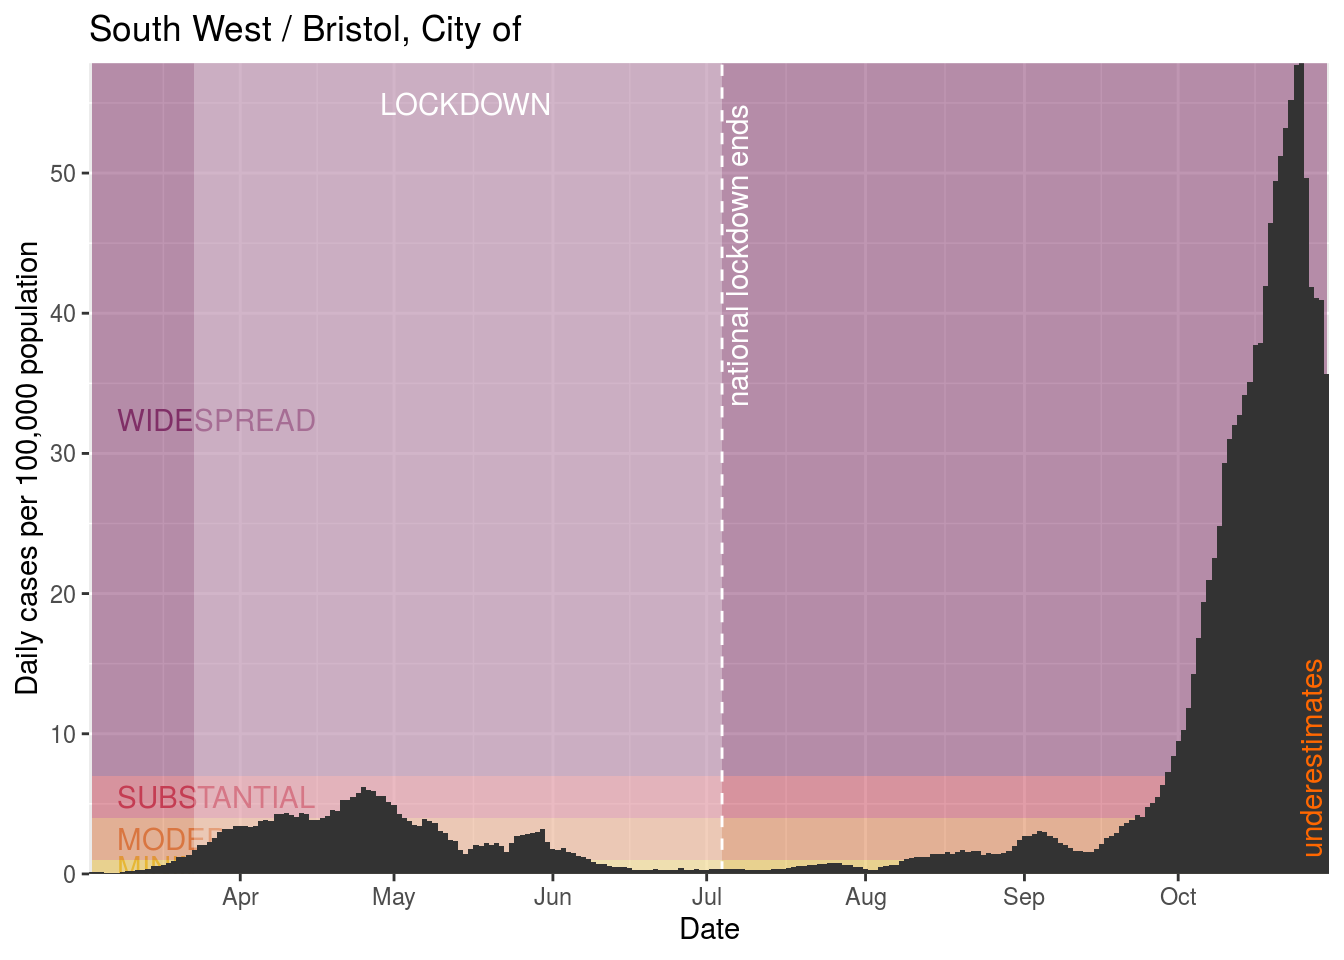 South West / Bristol, City of
LOCKDOWN
national lockdown ends
WIDESPREAD
SUBSTANTIAL
underestimates
Daily cases per 100,000 population
50
40
30
20
10
0
Apr
May
Jun
Jul
Aug
Sep
Oct
Date